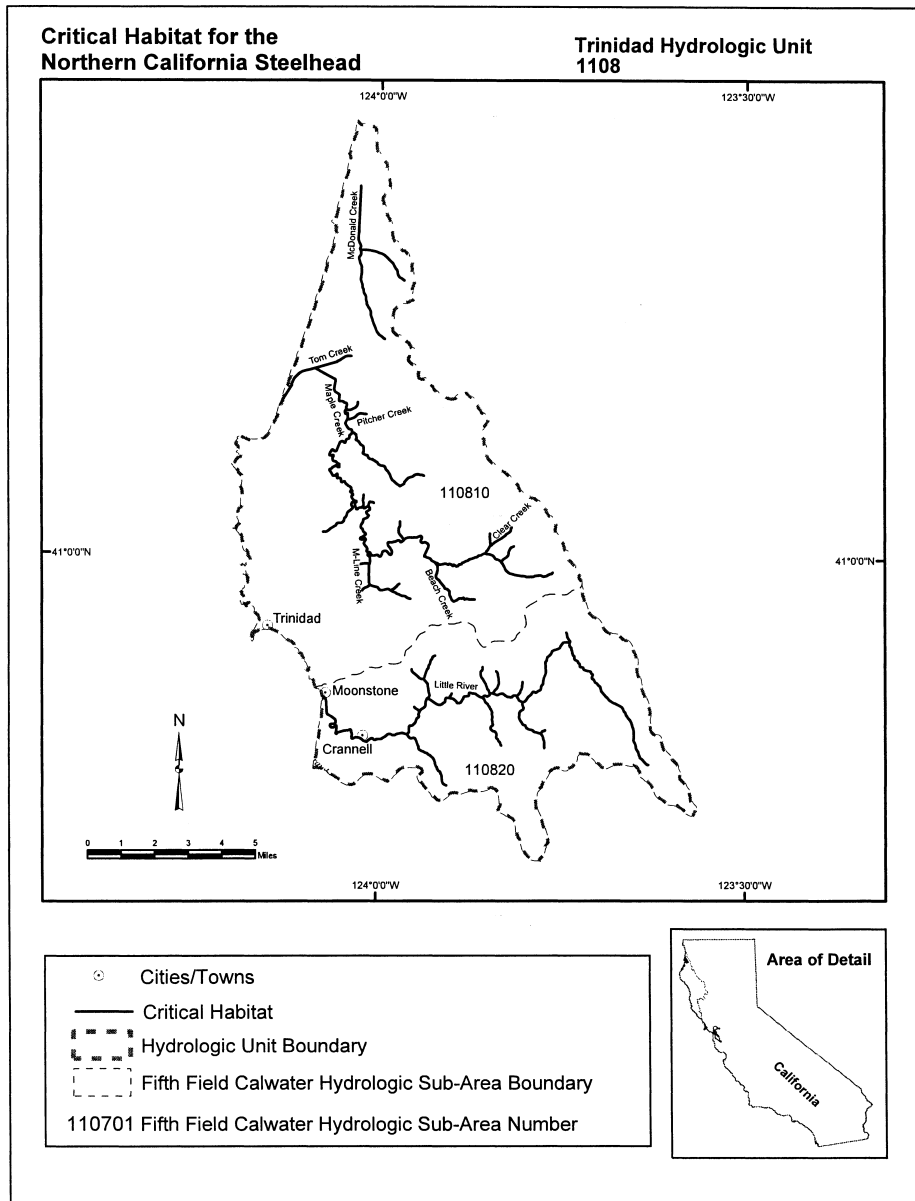 Critical Habitat for the
Northern California Steelhead
Trinidad Hydrologic Unit
1108
124°0'0"W
123°30'0"W
McDonald Creek
Tom Creek
Maple Creek
Pitcher Creek
110810
Clear Creek
41°0'0"N
41°0'0"N
M-Line Creek
Beach Creek
Trinidad
Moonstone
Little River
Crannell
110820
N
0 1 2 3 4 5
Miles
124°0'0"W
123°30'0"W
Cities/Towns
Critical Habitat
Hydrologic Unit Boundary
Fifth Field Calwater Hydrologic Sub-Area Boundary
110701 Fifth Field Calwater Hydrologic Sub-Area Number
Area of Detail
California